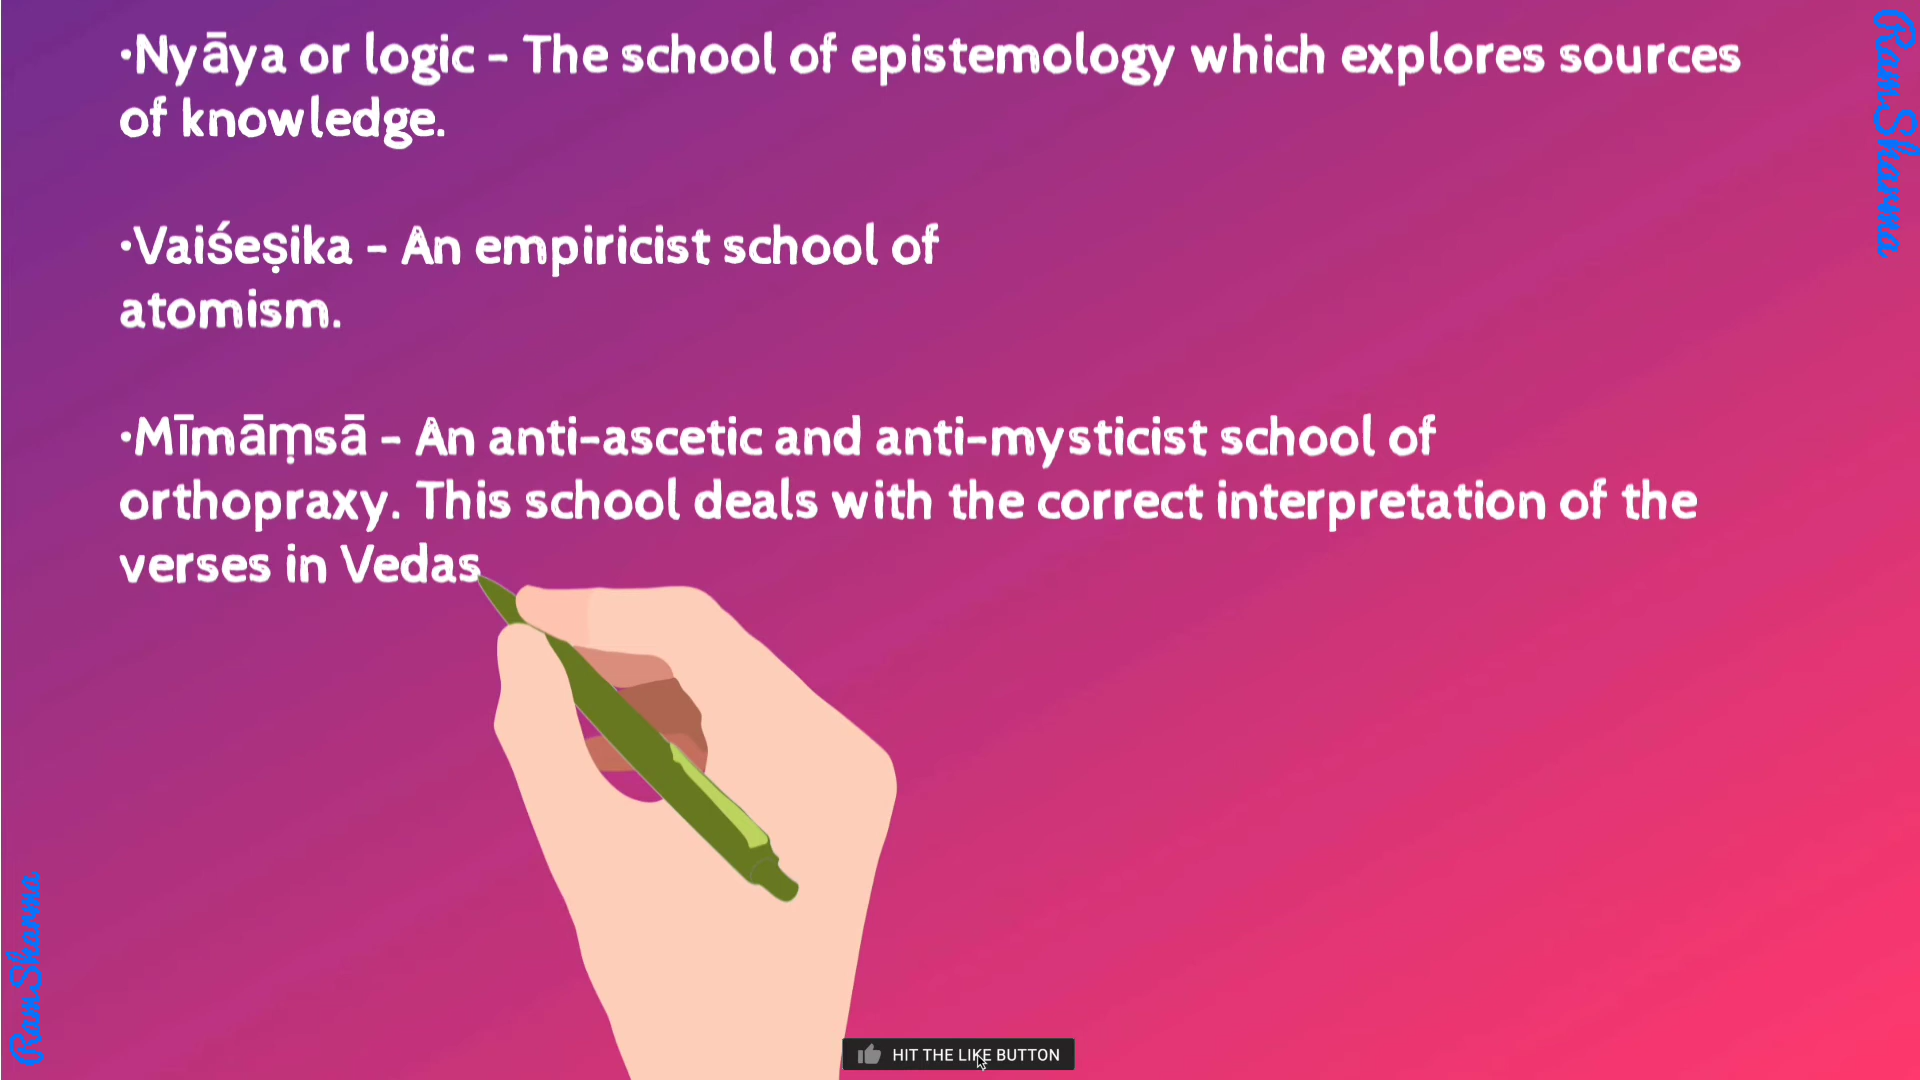 •Nyāya or logic - The school of epistemology which explores sources
of knowledge.
•Vaiśeṣika - An empiricist school of
atomism.
•Mīmāṃsā - An anti-ascetic and anti-mysticist school of
orthopraxy. This school deals with the correct interpretation of the
verses in Vedas
RamSharma
RamSharma
HIT THE LIKE BUTTON